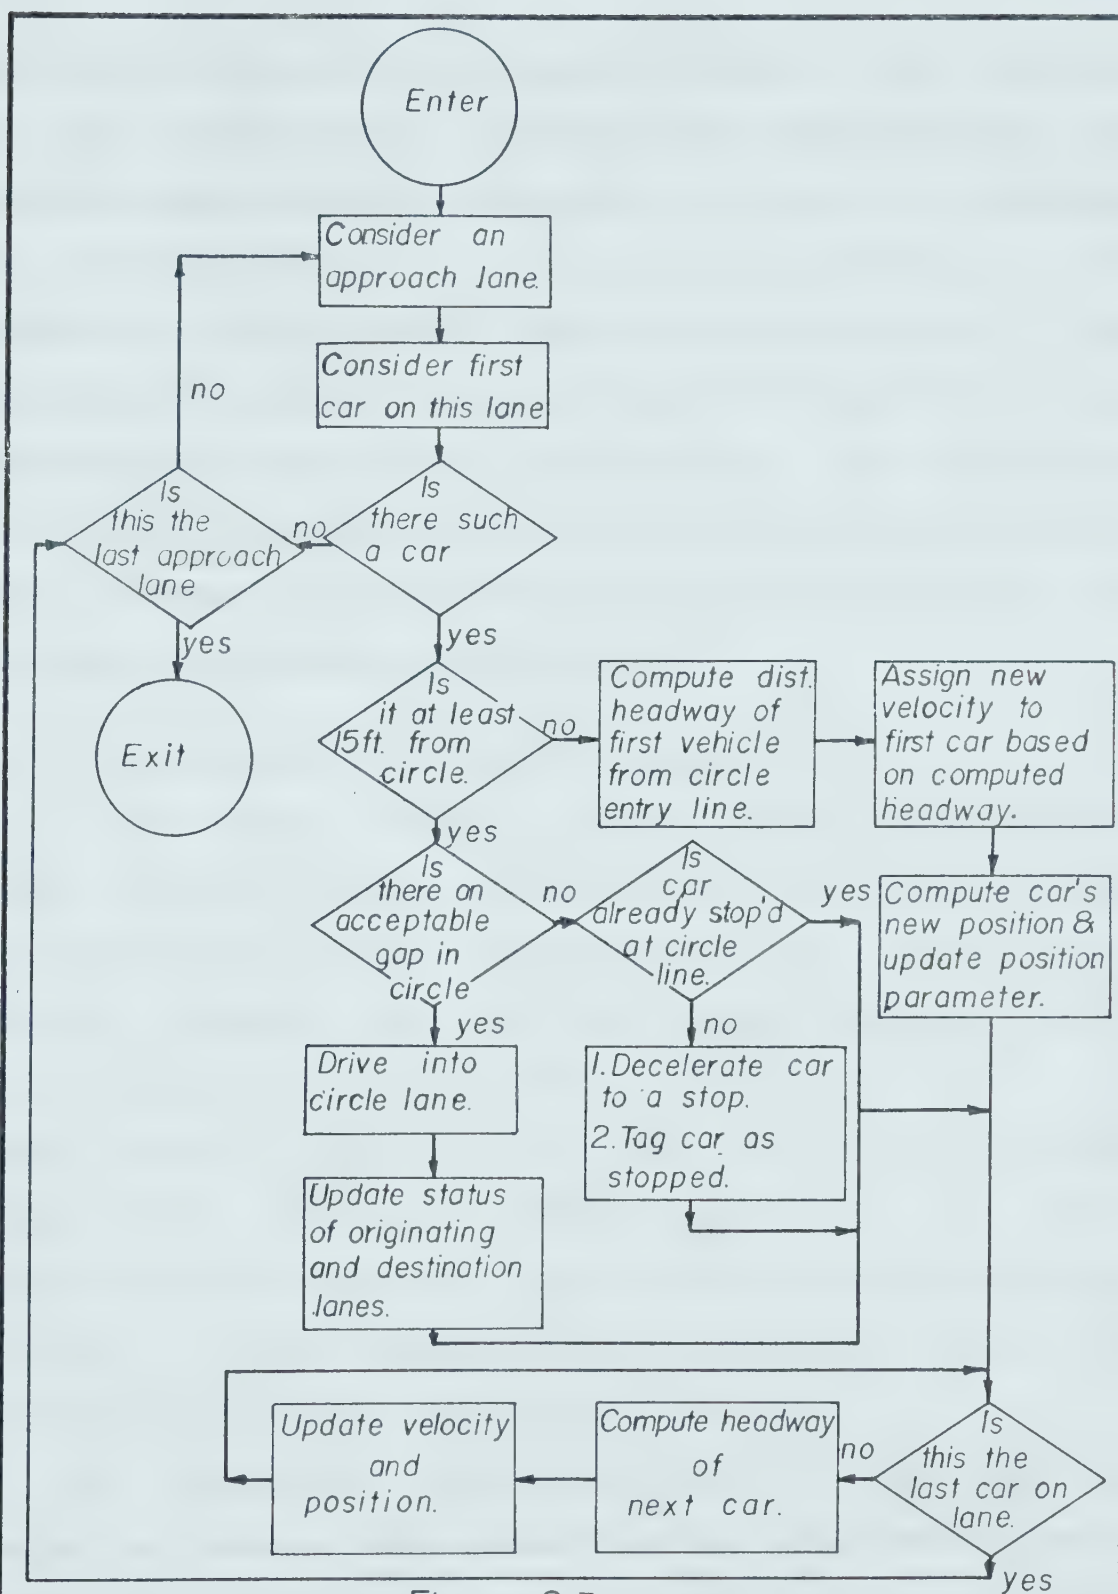 Enter
Consider an
approach lane.
Consider first
car on this lane
no
Is
this the
last approach
lane
no
Is
there such
a car
yes
yes
Exit
Is
it at least
15ft. from
circle.
no
Compute dist.
headway of
first vehicle
from circle
entry line.
Assign new
velocity to
first car based
on computed
headway.
yes
Is
there an
acceptable
gap in
circle
no
Is
car
already stop'd
at circle
line.
yes
Compute car's
new position &
update position
parameter.
yes
no
Drive into
circle lane.
1. Decelerate car
to a stop.
2. Tag car as
stopped.
Update status
of originating
and destination
lanes.
Update velocity
and
position.
Compute headway
of
next car.
no
Is
this the
last car on
lane.
yes